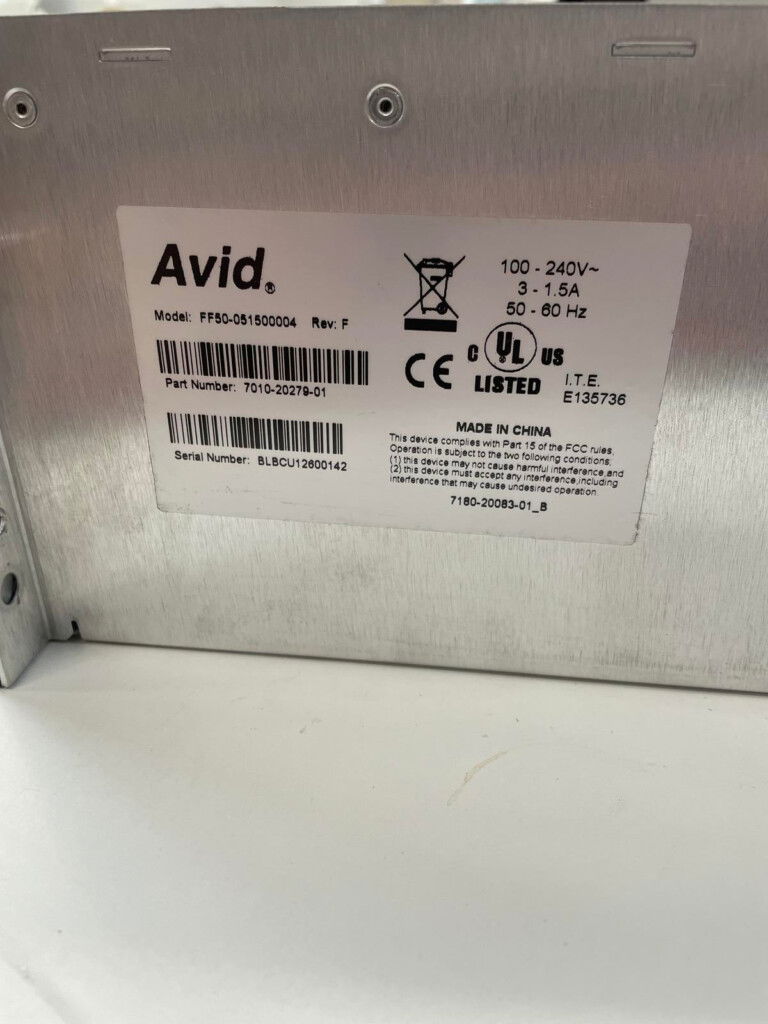 Avid®
Model: FF50-051500004 Rev: F
Part Number: 7010-20279-01
Serial Number: BLBCU12600142
100 - 240V~
3 - 1.5A
50 - 60 Hz
CE
C UL US
LISTED
I.T.E.
E135736
MADE IN CHINA
This device complies with Part 15 of the FCC rules.
Operation is subject to the two following conditions:
(1) this device may not cause harmful interference,and
(2) this device must accept any interference,including
interference that may cause undesired operation
7180-20083-01_B